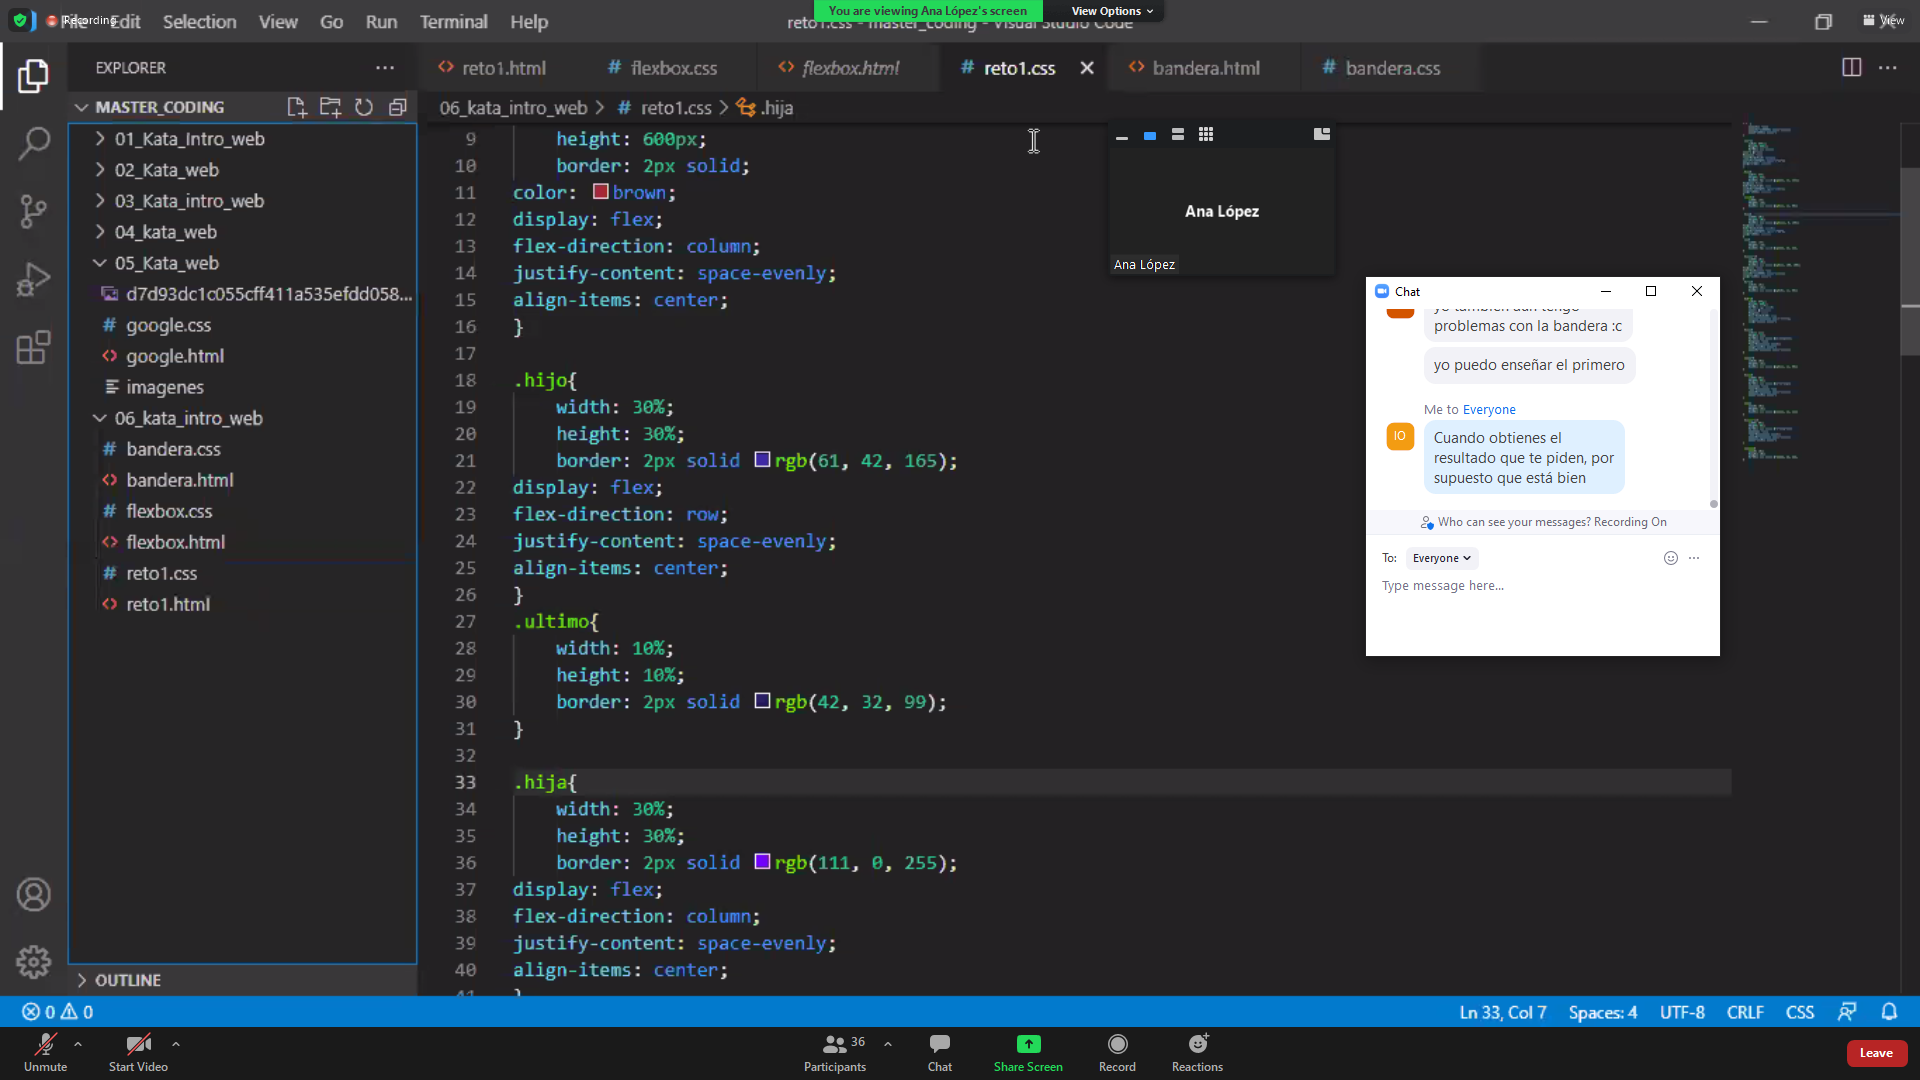 Recording
File Edit Selection View Go Run Terminal Help
You are viewing Ana López's screen
View Options
reto1.css - master_coding - Visual Studio Code
View
EXPLORER
MASTER_CODING
01_Kata_Intro_web
02_Kata_web
03_Kata_intro_web
04_kata_web
05_Kata_web
d7d93dc1c055cff411a535efdd058...
google.css
google.html
imagenes
06_kata_intro_web
bandera.css
bandera.html
flexbox.css
flexbox.html
reto1.css
reto1.html
OUTLINE
reto1.html
flexbox.css
flexbox.html
reto1.css
bandera.html
bandera.css
06_kata_intro_web > # reto1.css > .hija
9 height: 600px;
10 border: 2px solid;
11 color: brown;
12 display: flex;
13 flex-direction: column;
14 justify-content: space-evenly;
15 align-items: center;
16 }
17
18 .hijo{
19 width: 30%;
20 height: 30%;
21 border: 2px solid rgb(61, 42, 165);
22 display: flex;
23 flex-direction: row;
24 justify-content: space-evenly;
25 align-items: center;
26 }
27 .ultimo{
28 width: 10%;
29 height: 10%;
30 border: 2px solid rgb(42, 32, 99);
31 }
32
33 .hija{
34 width: 30%;
35 height: 30%;
36 border: 2px solid rgb(111, 0, 255);
37 display: flex;
38 flex-direction: column;
39 justify-content: space-evenly;
40 align-items: center;
41 }
Ana López
Ana López
Chat
yo también aún tengo
problemas con la bandera :c
yo puedo enseñar el primero
Me to Everyone
IO
Cuando obtienes el
resultado que te piden, por
supuesto que está bien
Who can see your messages? Recording On
To: Everyone
Type message here...
0 0
Ln 33, Col 7 Spaces: 4 UTF-8 CRLF CSS
Unmute
Start Video
36
Participants
Chat
Share Screen
Record
Reactions
Leave